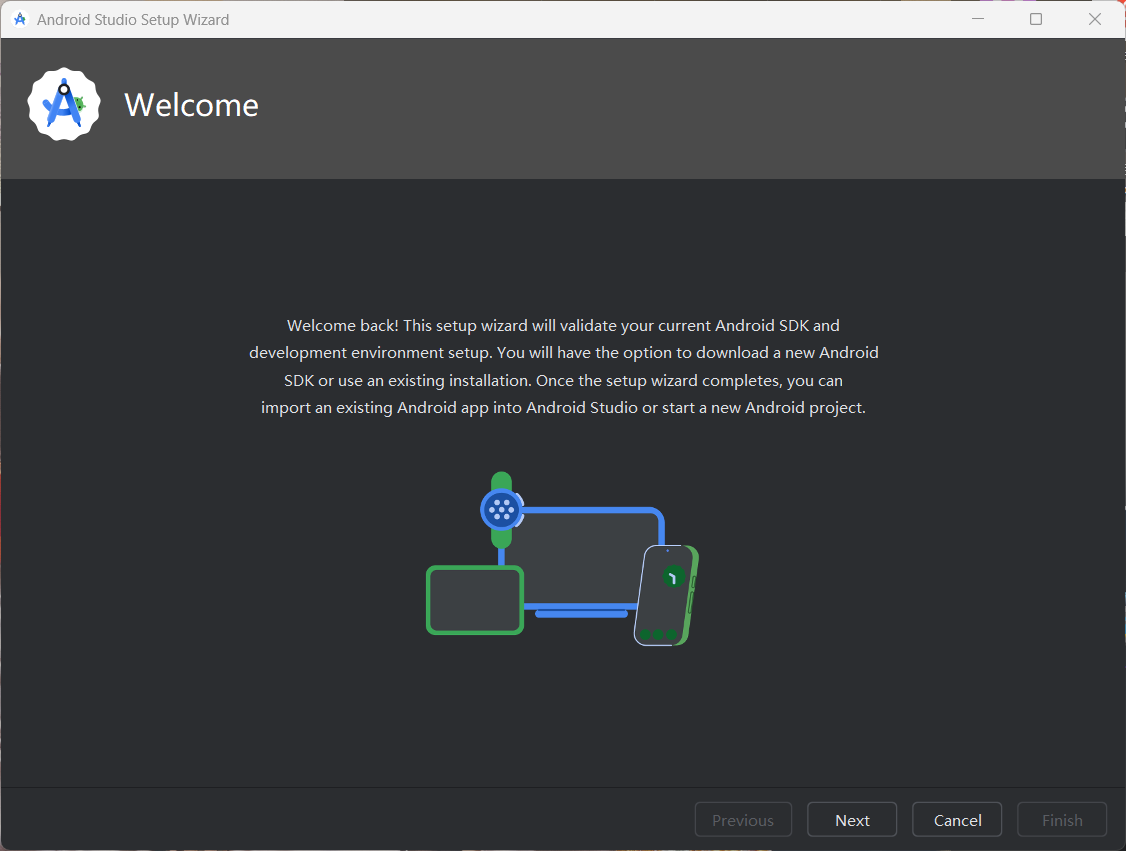 Android Studio Setup Wizard
Welcome
Welcome back! This setup wizard will validate your current Android SDK and
development environment setup. You will have the option to download a new Android
SDK or use an existing installation. Once the setup wizard completes, you can
import an existing Android app into Android Studio or start a new Android project.
Previous
Next
Cancel
Finish